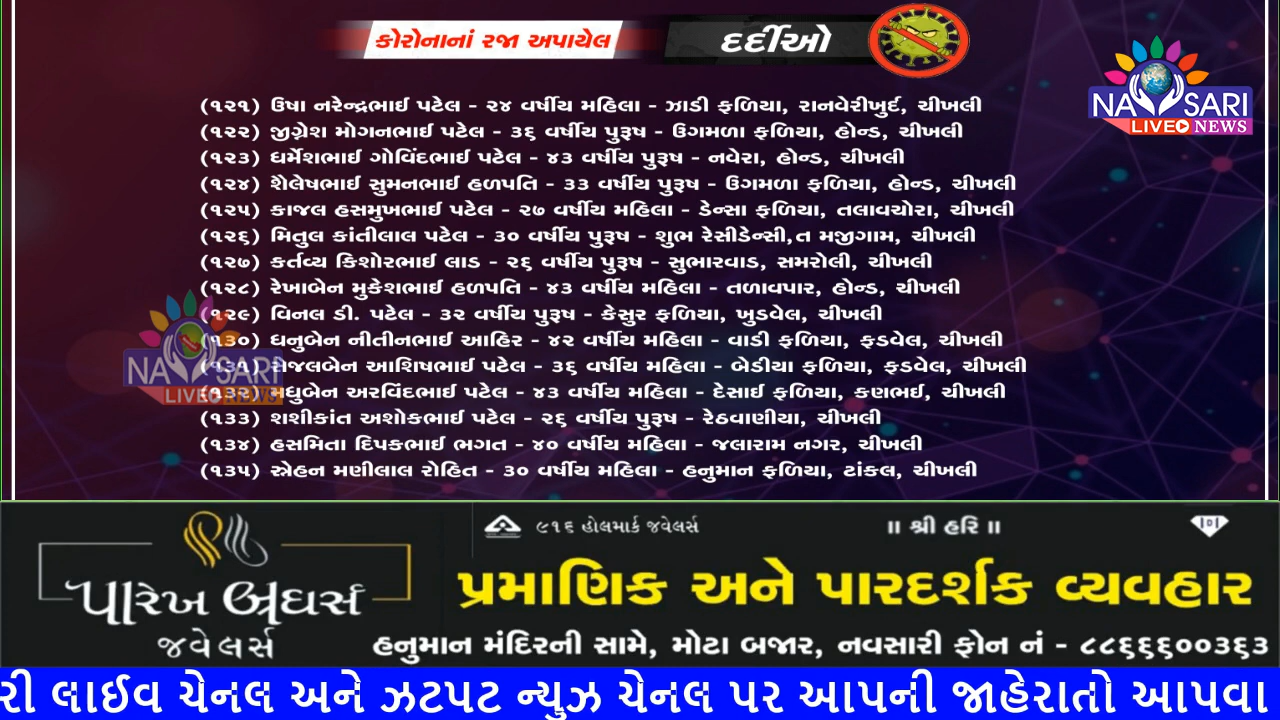 કોરોનાનાં રજા અપાયેલ દર્દીઓ
NAVSARI
LIVE NEWS
(૧૨૧) ઉષા નરેન્દ્રભાઈ પટેલ - ૨૪ વર્ષીય મહિલા - ઝાડી ફળિયા, રાનવેરીખુર્દ, ચીખલી
(૧૨૨) જીગ્નેશ મોગનભાઈ પટેલ - ૩૬ વર્ષીય પુરૂષ - ઉગમળા ફળિયા, હોન્ડ, ચીખલી
(૧૨૩) ધર્મેશભાઈ ગોવિંદભાઈ પટેલ - ૪૩ વર્ષીય પુરૂષ - નવેરા, હોન્ડ, ચીખલી
(૧૨૪) શૈલેષભાઈ સુમનભાઈ હળપતિ - ૩૩ વર્ષીય પુરૂષ - ઉગમળા ફળિયા, હોન્ડ, ચીખલી
(૧૨૫) કાજલ હસમુખભાઈ પટેલ - ૨૭ વર્ષીય મહિલા - ડેન્સા ફળિયા, તલાવચોરા, ચીખલી
(૧૨૬) મિતુલ કાંતીલાલ પટેલ - ૩૦ વર્ષીય પુરૂષ - શુભ રેસીડેન્સી,ત મજીગામ, ચીખલી
(૧૨૭) કર્તવ્ય કિશોરભાઈ લાડ - ૨૬ વર્ષીય પુરૂષ - સુભારવાડ, સમરોલી, ચીખલી
(૧૨૮) રેખાબેન મુકેશભાઈ હળપતિ - ૪૩ વર્ષીય મહિલા - તળાવપાર, હોન્ડ, ચીખલી
(૧૨૯) વિનલ ડી. પટેલ - ૩૨ વર્ષીય પુરૂષ - કેસુર ફળિયા, ખુડવેલ, ચીખલી
(૧૩૦) ધનુબેન નીતીનભાઈ આહિર - ૪૨ વર્ષીય મહિલા - વાડી ફળિયા, ફડવેલ, ચીખલી
(૧૩૧) સેજલબેન આશિષભાઈ પટેલ - ૩૬ વર્ષીય મહિલા - બેડીયા ફળિયા, ફડવેલ, ચીખલી
(૧૩૨) મધુબેન અરવિંદભાઈ પટેલ - ૪૩ વર્ષીય મહિલા - દેસાઈ ફળિયા, કણભઈ, ચીખલી
(૧૩૩) શશીકાંત અશોકભાઈ પટેલ - ૨૬ વર્ષીય પુરૂષ - રેઠવાણીયા, ચીખલી
(૧૩૪) હસમિતા દિપકભાઈ ભગત - ૪૦ વર્ષીય મહિલા - જલારામ નગર, ચીખલી
(૧૩૫) સ્નેહન મણીલાલ રોહિત - ૩૦ વર્ષીય મહિલા - હનુમાન ફળિયા, ટાંકલ, ચીખલી
NAVSARI
LIVE NEWS
૯૧૬ હોલમાર્ક જવેલર્સ
॥ શ્રી હરિ ॥
પારેખ બ્રધર્સ
જવેલર્સ
પ્રમાણિક અને પારદર્શક વ્યવહાર
હનુમાન મંદિરની સામે, મોટા બજાર, નવસારી ફોન નં - ૮૮૬૬૬૦૦૩૬૩
રી લાઈવ ચેનલ અને ઝટપટ ન્યુઝ ચેનલ પર આપની જાહેરાતો આપવા